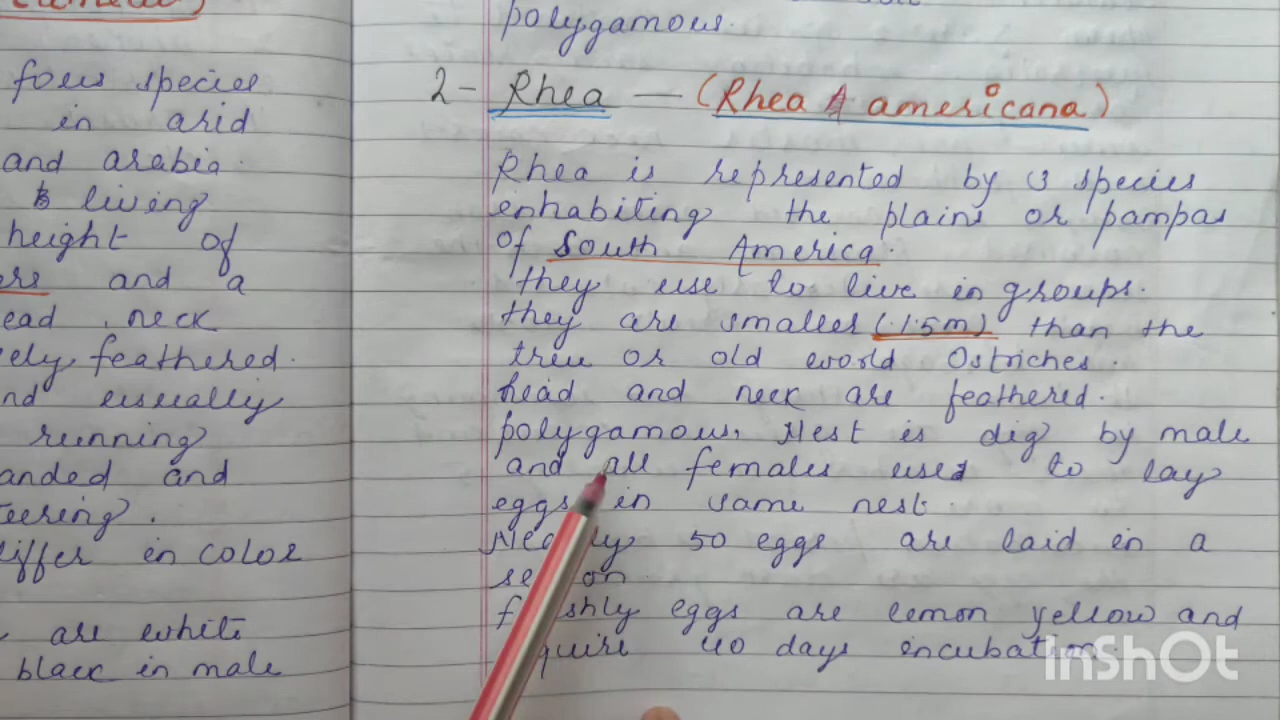 four species
in arid
and arabia.
living
height of
ers and a
ead, neck
ely feathered.
nd usually
running
anded and
teering.
differ in color
are white
black in male
polygamous.
2- Rhea — (Rhea americana)
Rhea is represented by 3 species
enhabiting the plains or pampas
of South America.
they use to live in groups.
they are smaller (1.5m) than the
true or old world Ostriches.
head and neck are feathered.
polygamous, Nest is dig by male
and all females used to lay
eggs in same nest.
50 eggs are laid in a
eggs are lemon yellow and
40 days incubation
InShOt